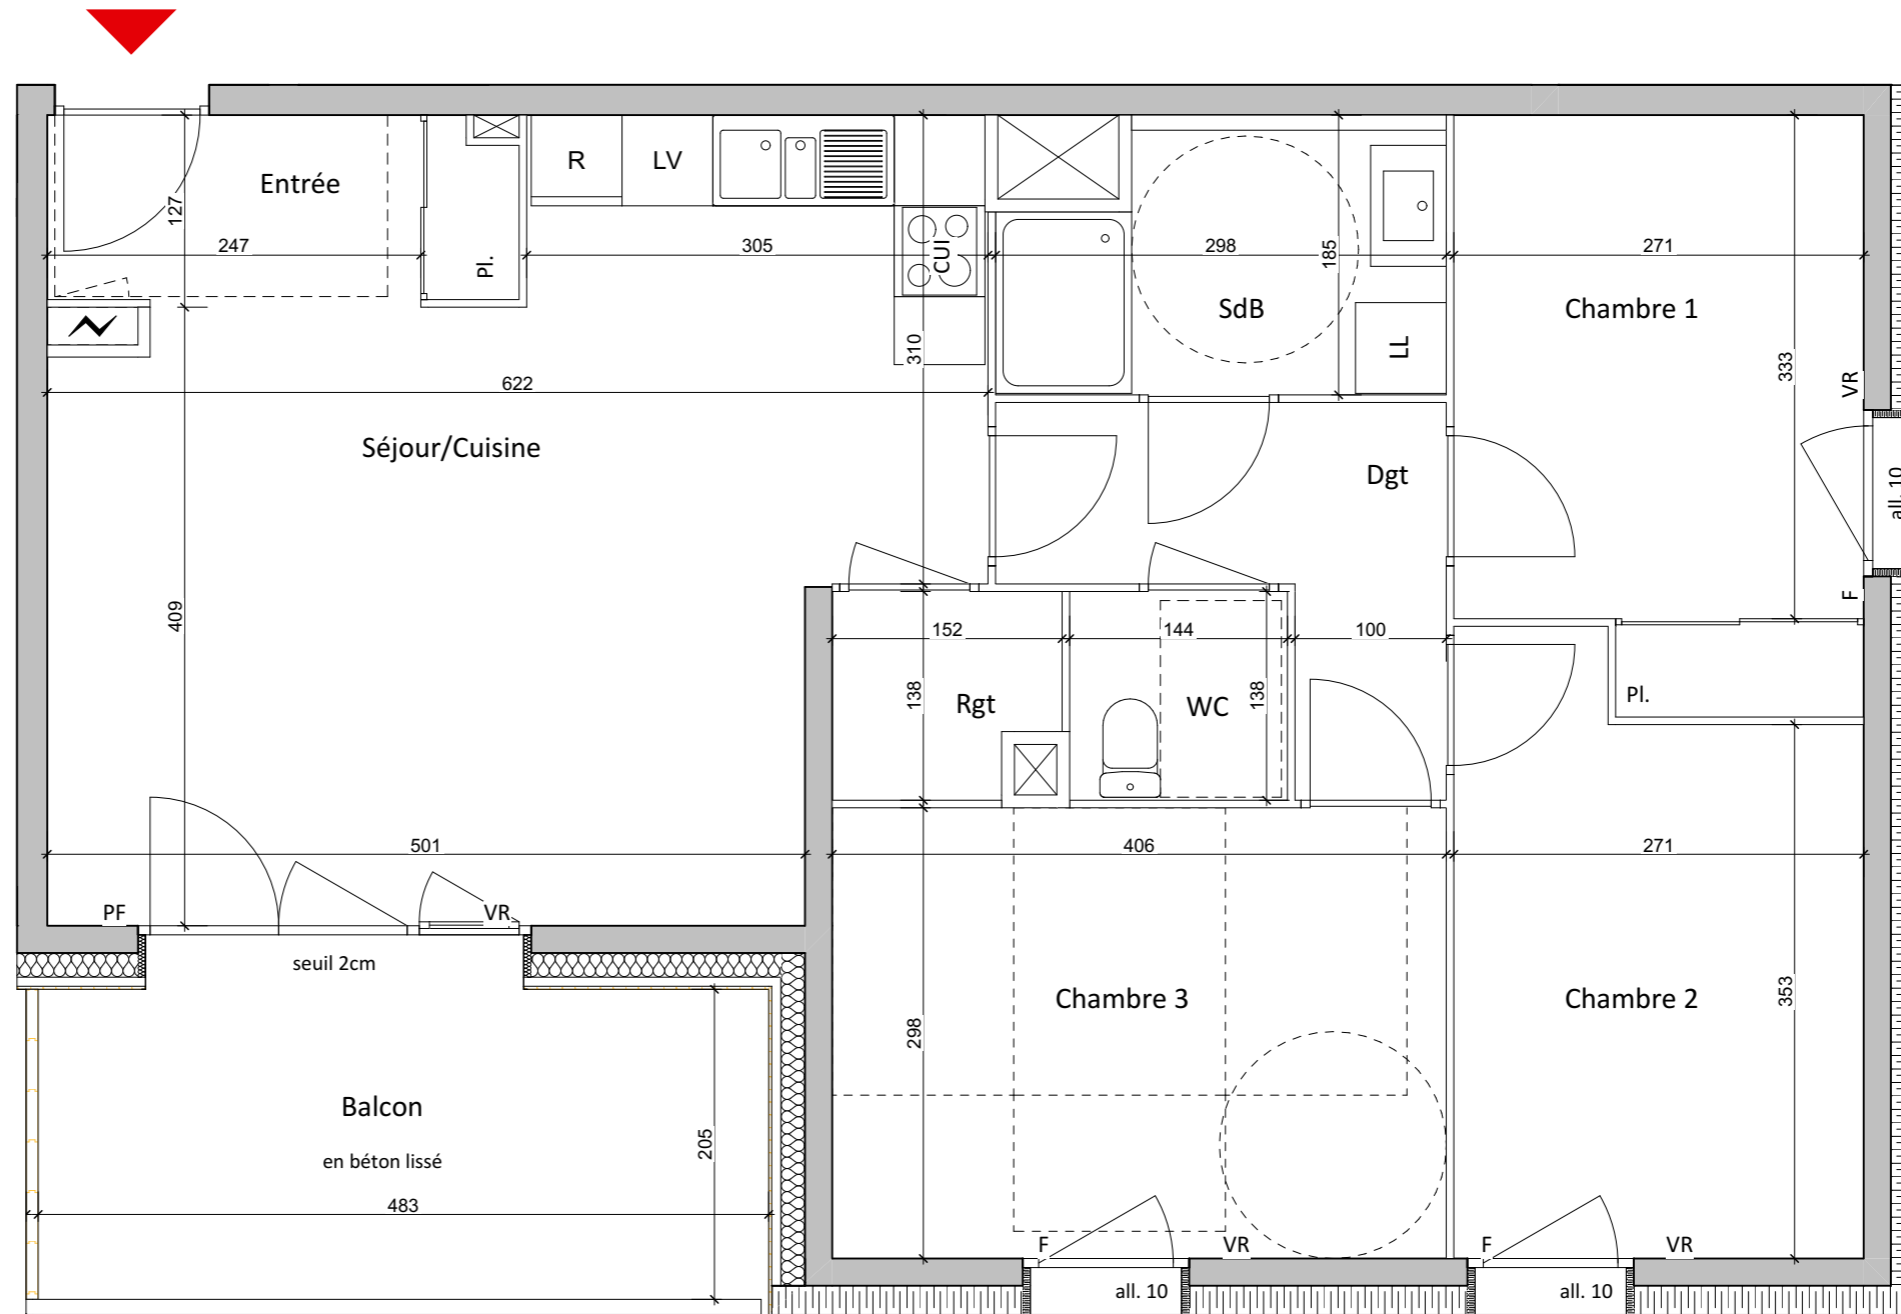 R
LV
Entrée
127
247
Pl.
305
CUI
298
185
271
SdB
Chambre 1
LL
310
333
VR
622
Séjour/Cuisine
Dgt
all. 10
F
409
152
144
100
138
Rgt
WC
138
Pl.
501
406
271
PF
VR
seuil 2cm
Chambre 3
Chambre 2
353
298
Balcon
205
en béton lissé
483
F
VR
F
VR
all. 10
all. 10